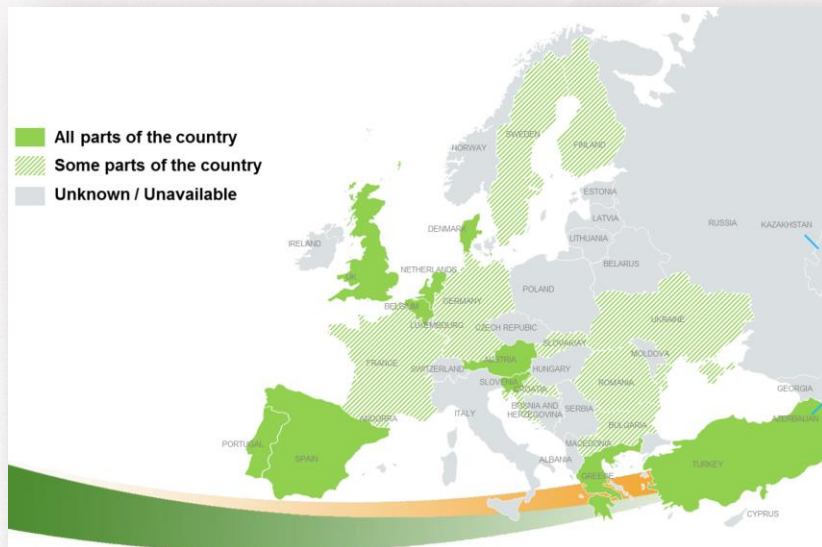 All parts of the country
Some parts of the country
Unknown / Unavailable
SWEDEN
FINLAND
NORWAY
ESTONIA
RUSSIA
KAZAKHSTAN
LATVIA
DENMARK
LITHUANIA
IRELAND
BELARUS
NETHERLANDS
UK
POLAND
GERMANY
BELGIUM
UKRAINE
LUXEMBOURG
CZECH REPUBIC
SLOVAKIAY
MOLDOVA
AUSTRIA
FRANCE
SWITZERLAND
HUNGARY
SLOVENIA
ROMANIA
CROATIA
GEORGIA
BOSNIA AND
HERZEGOVINA
SERBIA
ITALY
ANDORRA
AZERBAIJAN
BULGARIA
PORTUGAL
MACEDONIA
SPAIN
ALBANIA
TURKEY
GREECE
CYPRUS